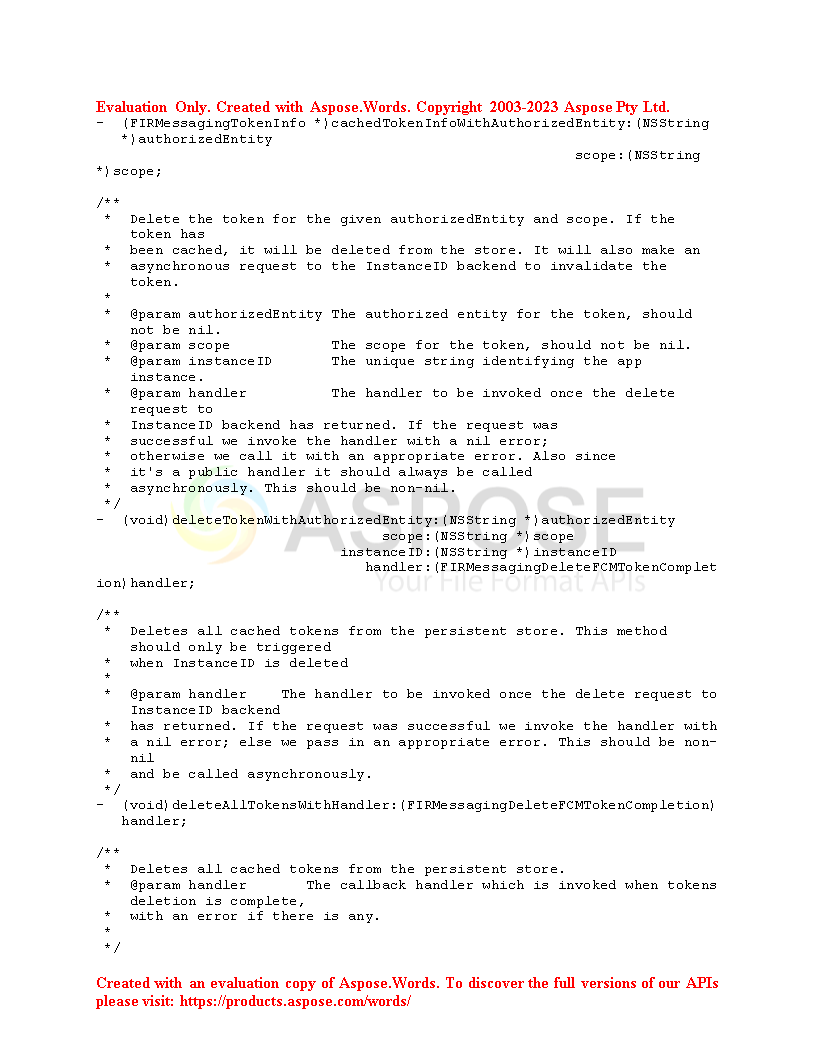 Evaluation Only. Created with Aspose.Words. Copyright 2003-2023 Aspose Pty Ltd.
- (FIRMessagingTokenInfo *)cachedTokenInfoWithAuthorizedEntity:(NSString
*)authorizedEntity
scope:(NSString
*)scope;
/**
* Delete the token for the given authorizedEntity and scope. If the
token has
* been cached, it will be deleted from the store. It will also make an
* asynchronous request to the InstanceID backend to invalidate the
token.
*
* @param authorizedEntity The authorized entity for the token, should
not be nil.
* @param scope The scope for the token, should not be nil.
* @param instanceID The unique string identifying the app
instance.
* @param handler The handler to be invoked once the delete
request to
* InstanceID backend has returned. If the request was
* successful we invoke the handler with a nil error;
* otherwise we call it with an appropriate error. Also since
* it's a public handler it should always be called
* asynchronously. This should be non-nil.
*/
- (void)deleteTokenWithAuthorizedEntity:(NSString *)authorizedEntity
scope:(NSString *)scope
instanceID:(NSString *)instanceID
handler:(FIRMessagingDeleteFCMTokenComplet
ion)handler;
ASPOSE
Your File Format APIs
/**
* Deletes all cached tokens from the persistent store. This method
should only be triggered
* when InstanceID is deleted
*
* @param handler The handler to be invoked once the delete request to
InstanceID backend
* has returned. If the request was successful we invoke the handler with
* a nil error; else we pass in an appropriate error. This should be non-
nil
* and be called asynchronously.
*/
- (void)deleteAllTokensWithHandler:(FIRMessagingDeleteFCMTokenCompletion)
handler;
/**
* Deletes all cached tokens from the persistent store.
* @param handler The callback handler which is invoked when tokens
deletion is complete,
* with an error if there is any.
*
*/
Created with an evaluation copy of Aspose.Words. To discover the full versions of our APIs
please visit: https://products.aspose.com/words/